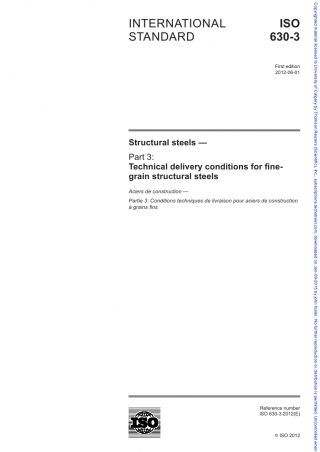 INTERNATIONAL
STANDARD
ISO
630-3
First edition
2012-06-01
Structural steels —
Part 3:
Technical delivery conditions for fine-
grain structural steels
Aciers de construction —
Partie 3: Conditions techniques de livraison pour aciers de construction
à grains fins
Reference number
ISO 630-3:2012(E)
ISO
© ISO 2012
Copyrighted material licensed to University of Calgary by Thomson Reuters (Scientific), Inc., subscriptions.techstreet.com, downloaded on Jan-09-2015 by
No further reproduction or distribution is permitted. Uncontrolled when